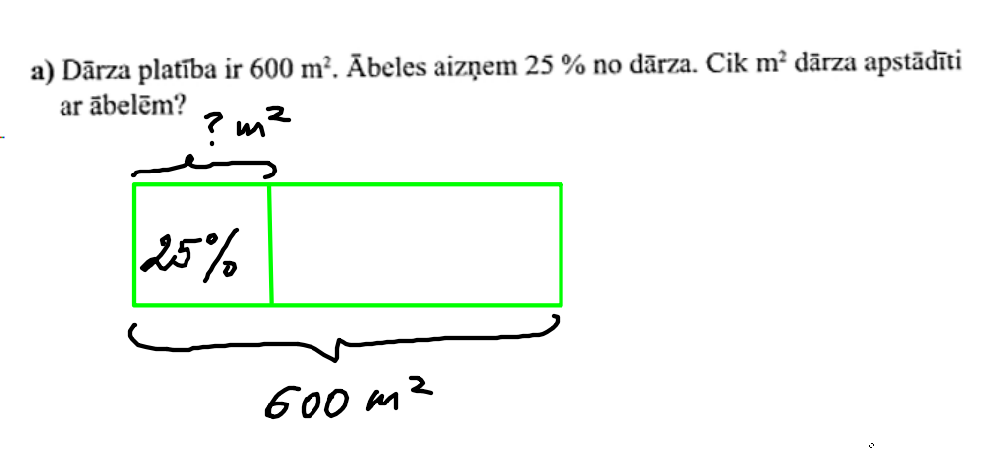 a) Dārza platība ir 600 m². Ābeles aizņem 25 % no dārza. Cik m² dārza apstādīti
ar ābelēm?
? m²
25%
600 m²